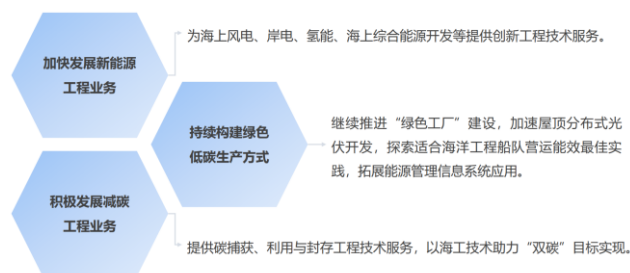 加快发展新能源
工程业务
为海上风电、岸电、氢能、海上综合能源开发等提供创新工程技术服务。
持续构建绿色
低碳生产方式
继续推进“绿色工厂”建设，加速屋顶分布式光
伏开发，探索适合海洋工程船队营运能效最佳实
践，拓展能源管理信息系统应用。
积极发展减碳
工程业务
提供碳捕获、利用与封存工程技术服务，以海工技术助力“双碳”目标实现。